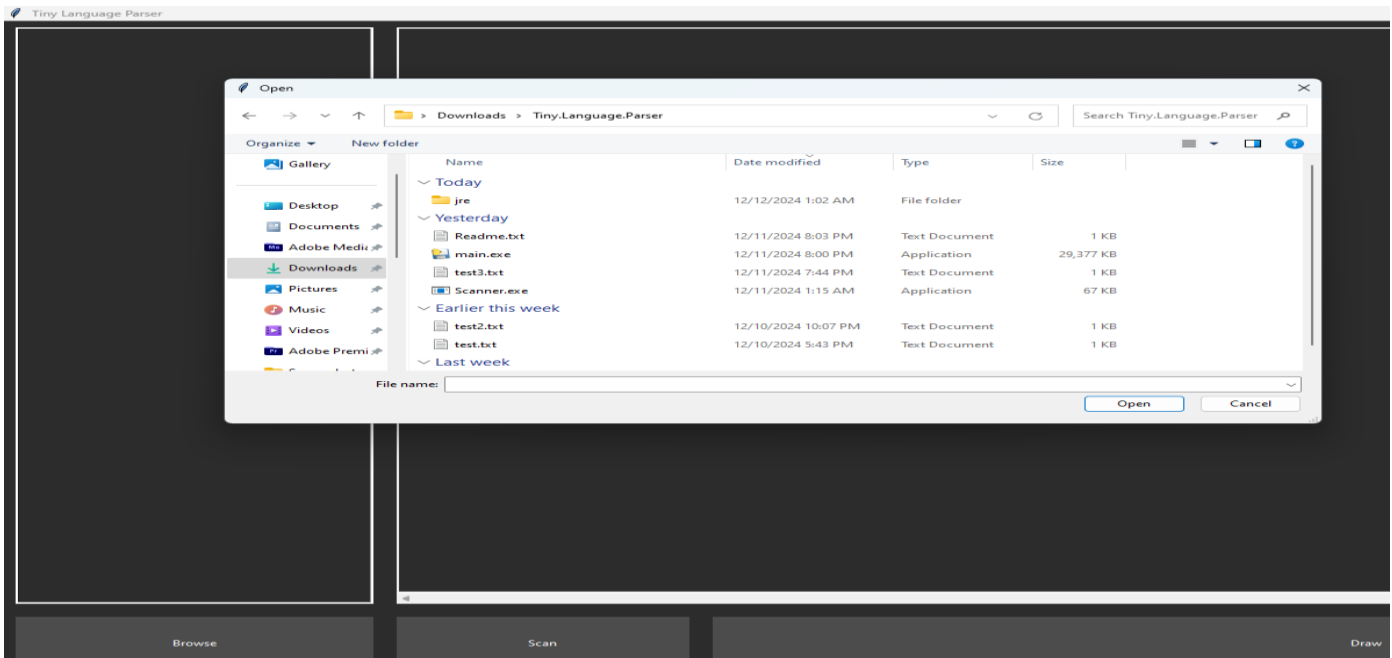 Tiny Language Parser
Open
Downloads > Tiny.Language.Parser
Search Tiny.Language.Parser
Organize New folder
Name Date modified Type Size
Gallery
Today
jre 12/12/2024 1:02 AM File folder
Desktop
Yesterday
Documents
Readme.txt 12/11/2024 8:03 PM Text Document 1 KB
Adobe Media
main.exe 12/11/2024 8:00 PM Application 29,377 KB
Downloads
test3.txt 12/11/2024 7:44 PM Text Document 1 KB
Pictures
Scanner.exe 12/11/2024 1:15 AM Application 67 KB
Music
Earlier this week
Videos
test2.txt 12/10/2024 10:07 PM Text Document 1 KB
Adobe Premi
test.txt 12/10/2024 5:43 PM Text Document 1 KB
Last week
File name:
Open Cancel
Browse Scan Draw